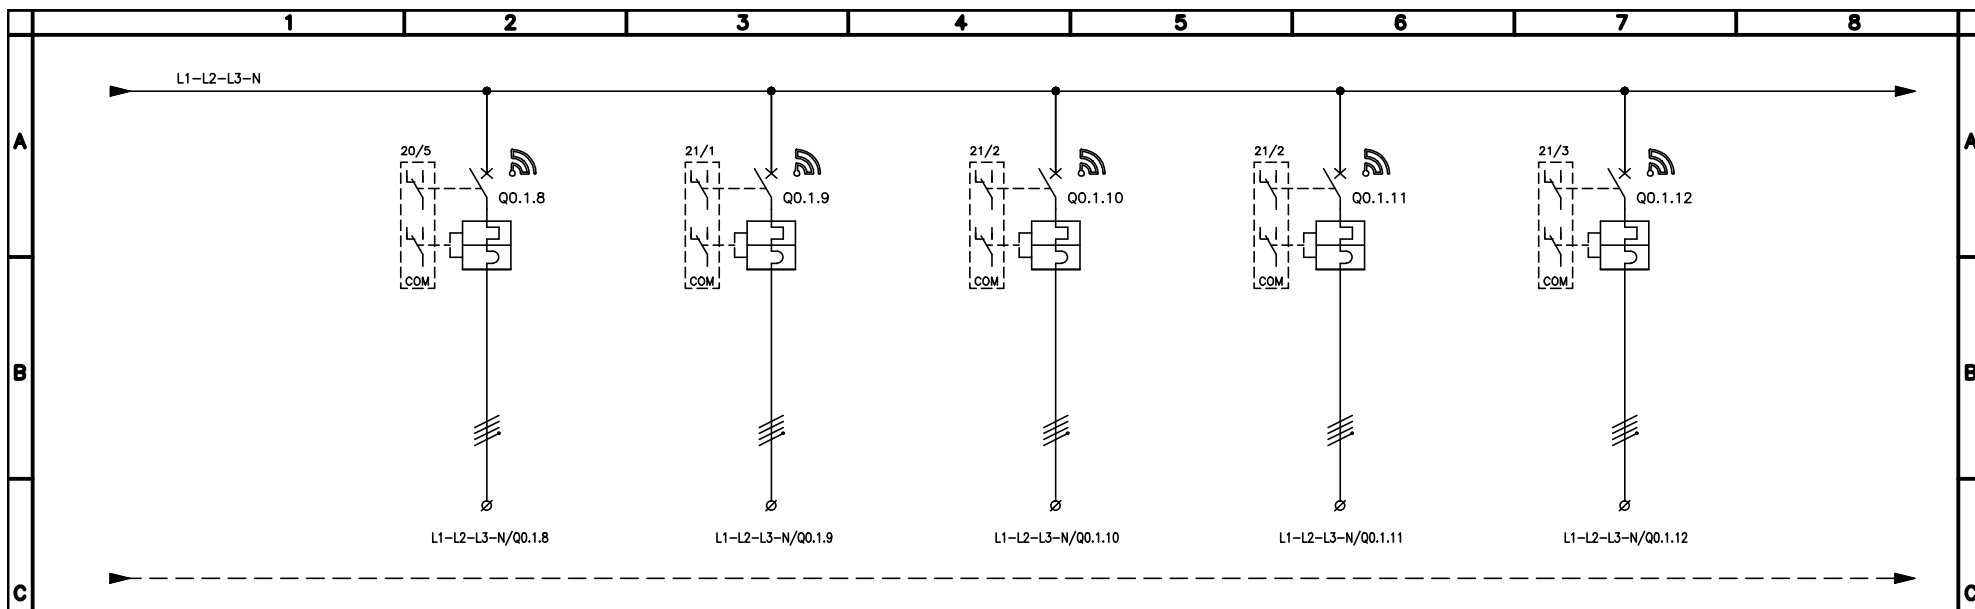 1 2 3 4 5 6 7 8
L1-L2-L3-N
A A
20/5 21/1 21/2 21/2 21/3
Q0.1.8 Q0.1.9 Q0.1.10 Q0.1.11 Q0.1.12
COM COM COM COM COM
B B
L1-L2-L3-N/Q0.1.8 L1-L2-L3-N/Q0.1.9 L1-L2-L3-N/Q0.1.10 L1-L2-L3-N/Q0.1.11 L1-L2-L3-N/Q0.1.12
C C